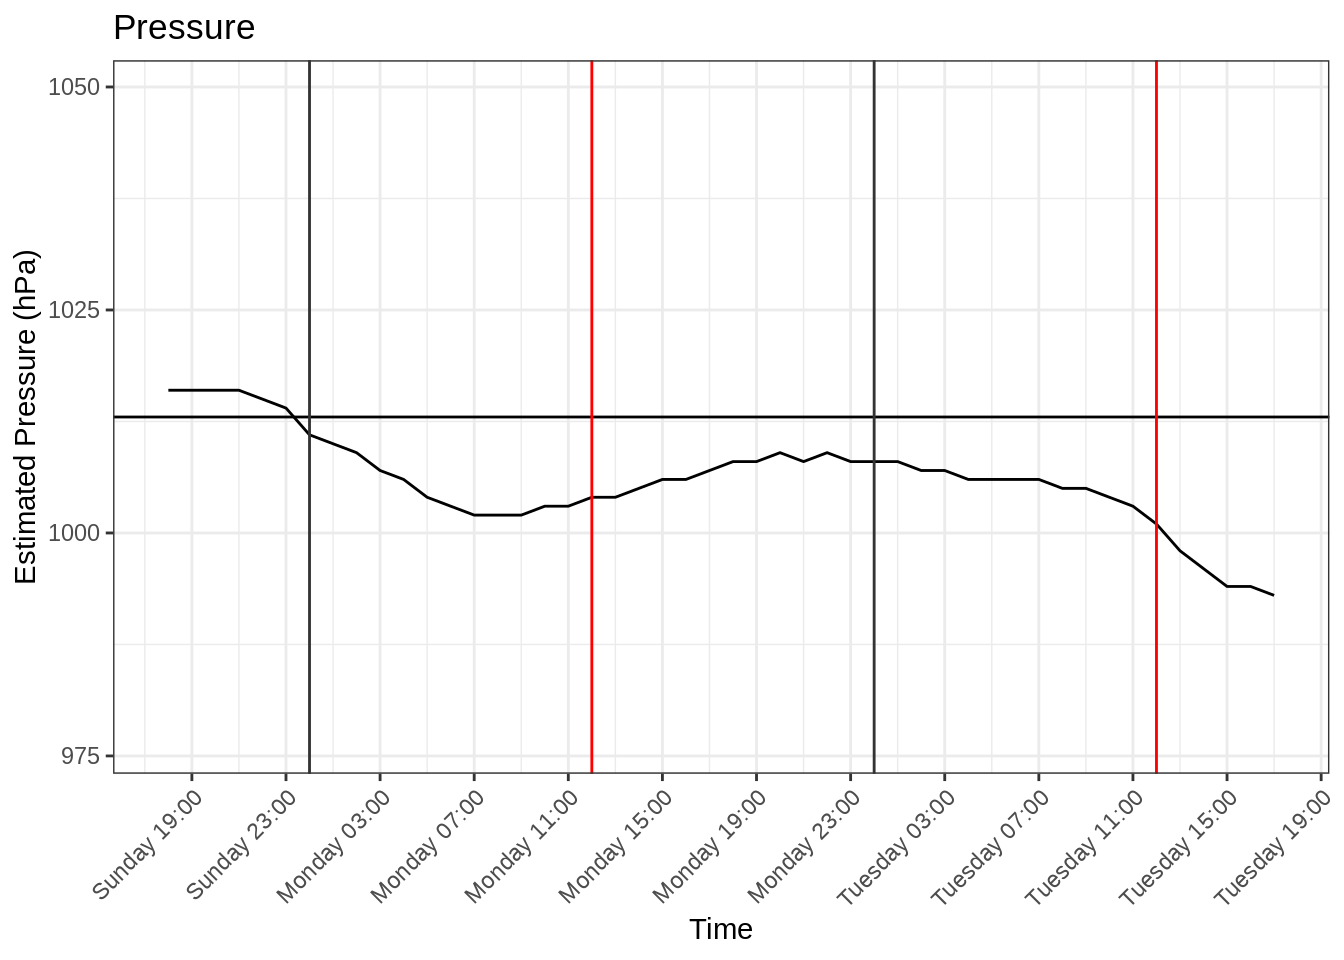 Pressure
Estimated Pressure (hPa)
1050
1025
1000
975
Sunday 19:00
Sunday 23:00
Monday 03:00
Monday 07:00
Monday 11:00
Monday 15:00
Monday 19:00
Monday 23:00
Tuesday 03:00
Tuesday 07:00
Tuesday 11:00
Tuesday 15:00
Tuesday 19:00
Time